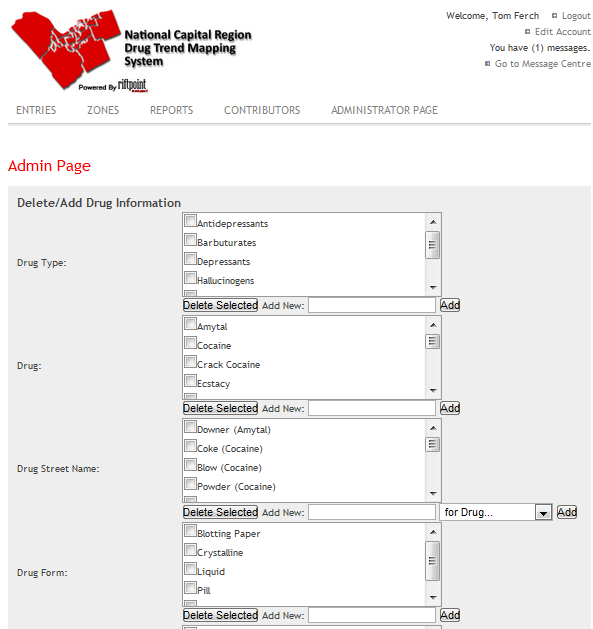 National Capital Region
Drug Trend Mapping
System
Powered By riftpoint
Welcome, Tom Ferch Logout
Edit Account
You have (1) messages.
Go to Message Centre
ENTRIES ZONES REPORTS CONTRIBUTORS ADMINISTRATOR PAGE
Admin Page
Delete/Add Drug Information
Drug Type:
Antidepressants
Barbuturates
Depressants
Hallucinogens
Delete Selected Add New: Add
Drug:
Amytal
Cocaine
Crack Cocaine
Ecstacy
Delete Selected Add New: Add
Drug Street Name:
Downer (Amytal)
Coke (Cocaine)
Blow (Cocaine)
Powder (Cocaine)
Delete Selected Add New: for Drug... Add
Drug Form:
Blotting Paper
Crystalline
Liquid
Pill
Delete Selected Add New: Add